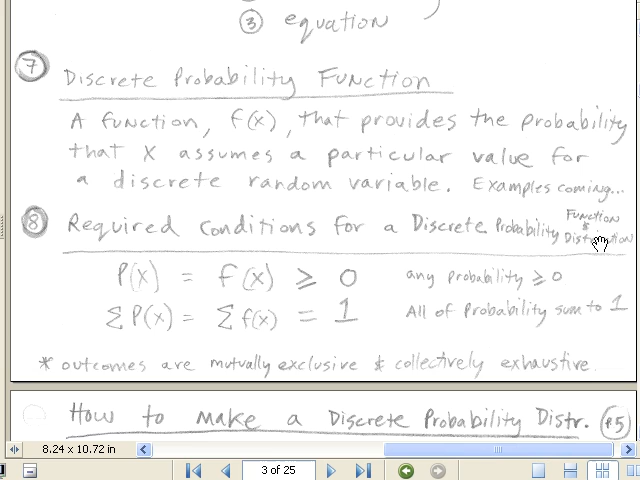 ③ equation
⑦ Discrete Probability Function
A function, f(x), that provides the probability
that X assumes a particular value for
a discrete random variable. Examples coming...
⑧ Required Conditions for a Discrete Probability Function & Distribution
P(x) = f(x) ≥ 0 any probability ≥ 0
Σ P(x) = Σ f(x) = 1 All of probability sum to 1
* outcomes are mutually exclusive & collectively exhaustive.
How to make a Discrete Probability Distr. P5
8.24 x 10.72 in
3 of 25